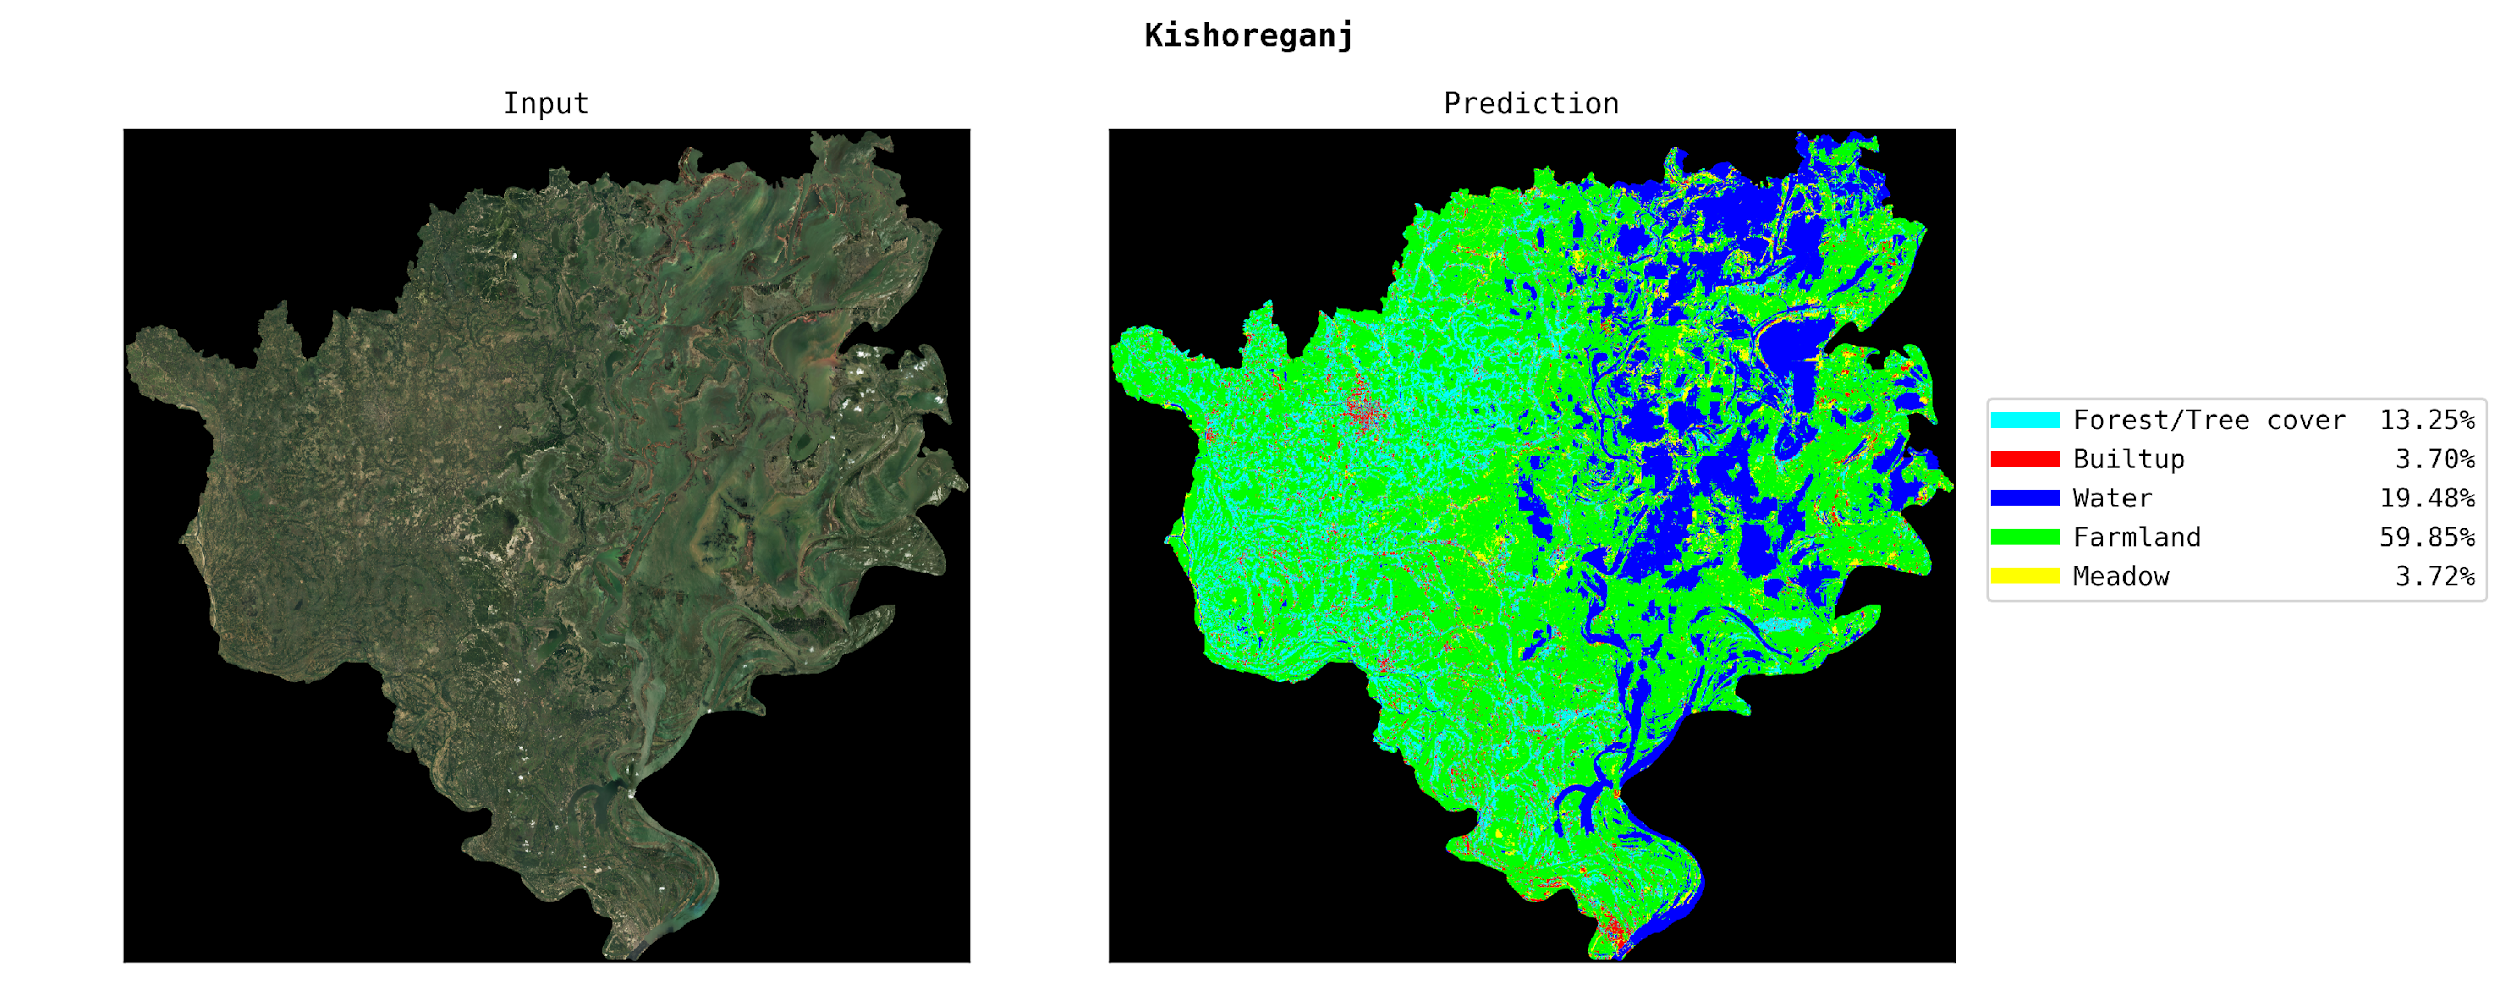 Kishoreganj
Input
Prediction
Forest/Tree cover 13.25%
Builtup 3.70%
Water 19.48%
Farmland 59.85%
Meadow 3.72%